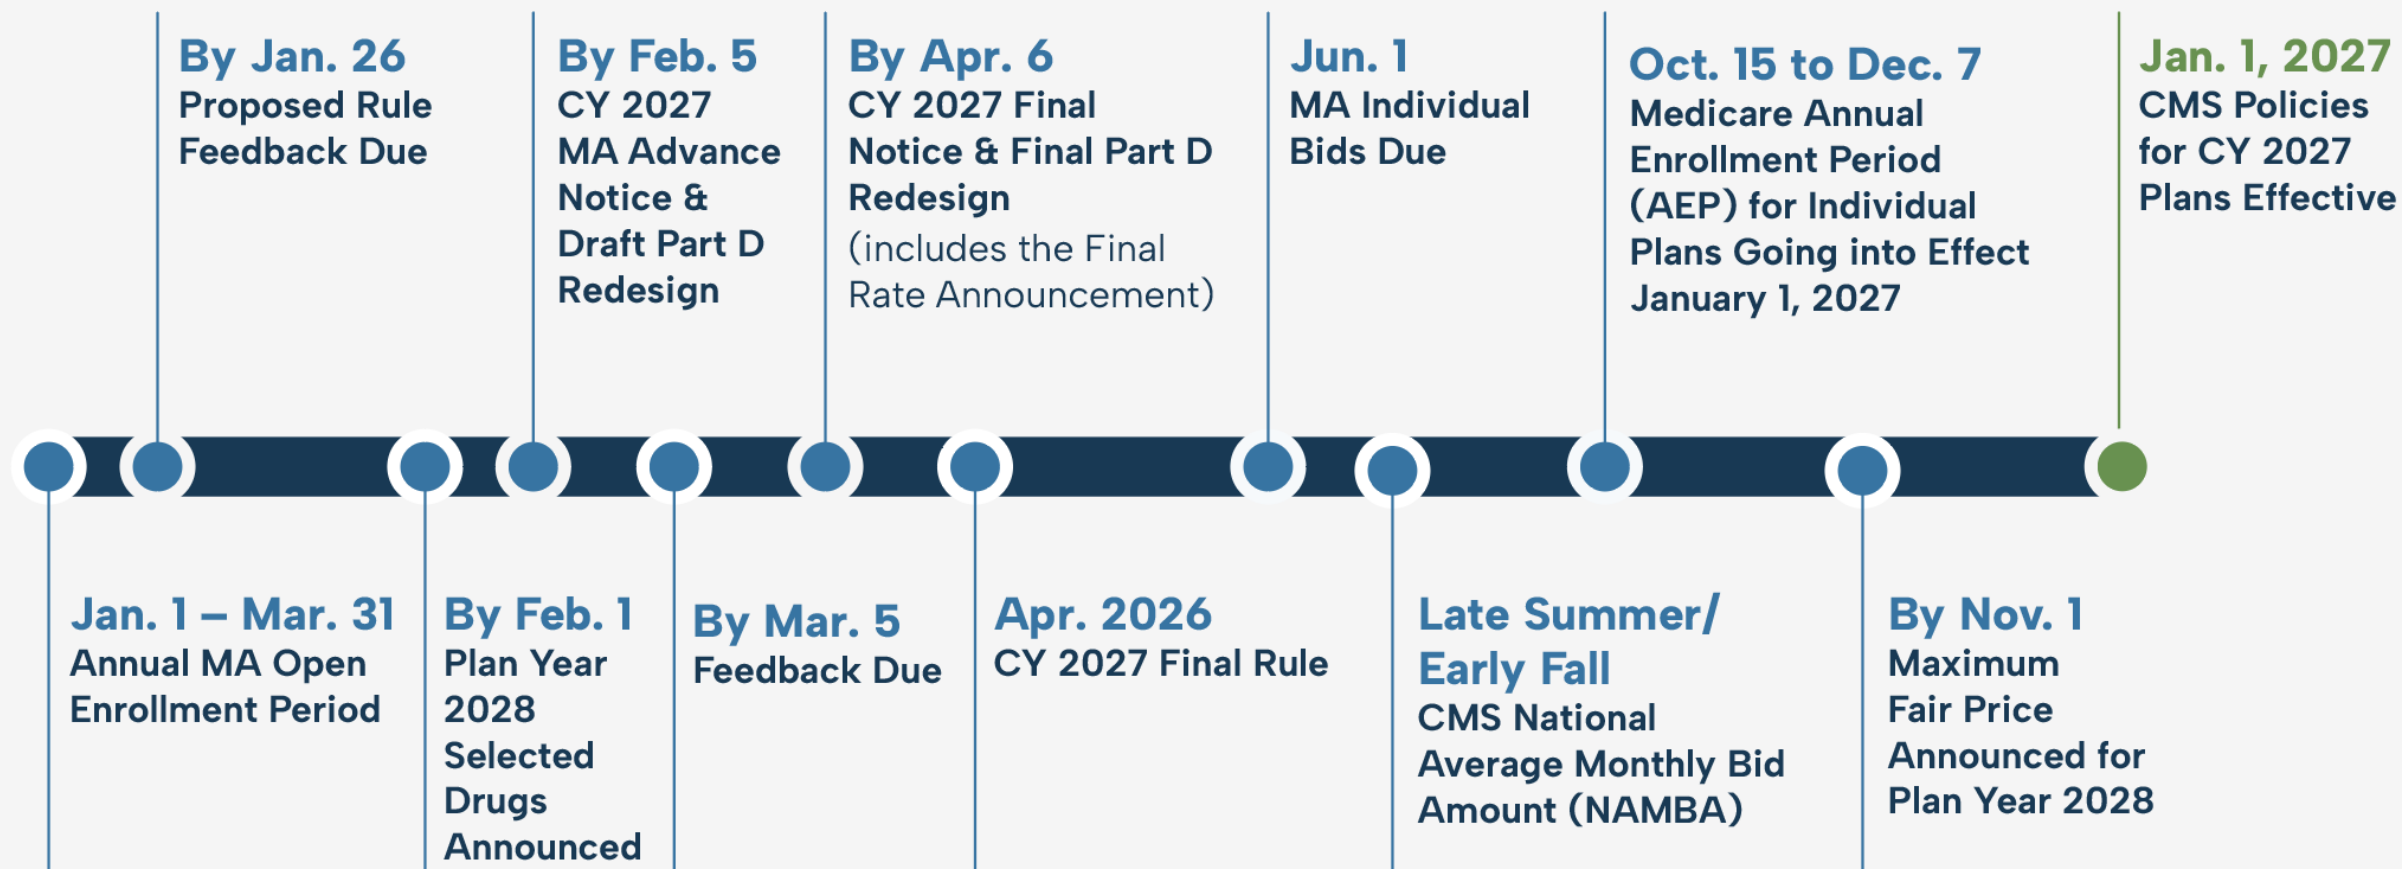 By Jan. 26
Proposed Rule
Feedback Due
By Feb. 5
CY 2027
MA Advance
Notice &
Draft Part D
Redesign
By Apr. 6
CY 2027 Final
Notice & Final Part D
Redesign
(includes the Final
Rate Announcement)
Jun. 1
MA Individual
Bids Due
Oct. 15 to Dec. 7
Medicare Annual
Enrollment Period
(AEP) for Individual
Plans Going into Effect
January 1, 2027
Jan. 1, 2027
CMS Policies
for CY 2027
Plans Effective
Jan. 1 – Mar. 31
Annual MA Open
Enrollment Period
By Feb. 1
Plan Year
2028
Selected
Drugs
Announced
By Mar. 5
Feedback Due
Apr. 2026
CY 2027 Final Rule
Late Summer/
Early Fall
CMS National
Average Monthly Bid
Amount (NAMBA)
By Nov. 1
Maximum
Fair Price
Announced for
Plan Year 2028